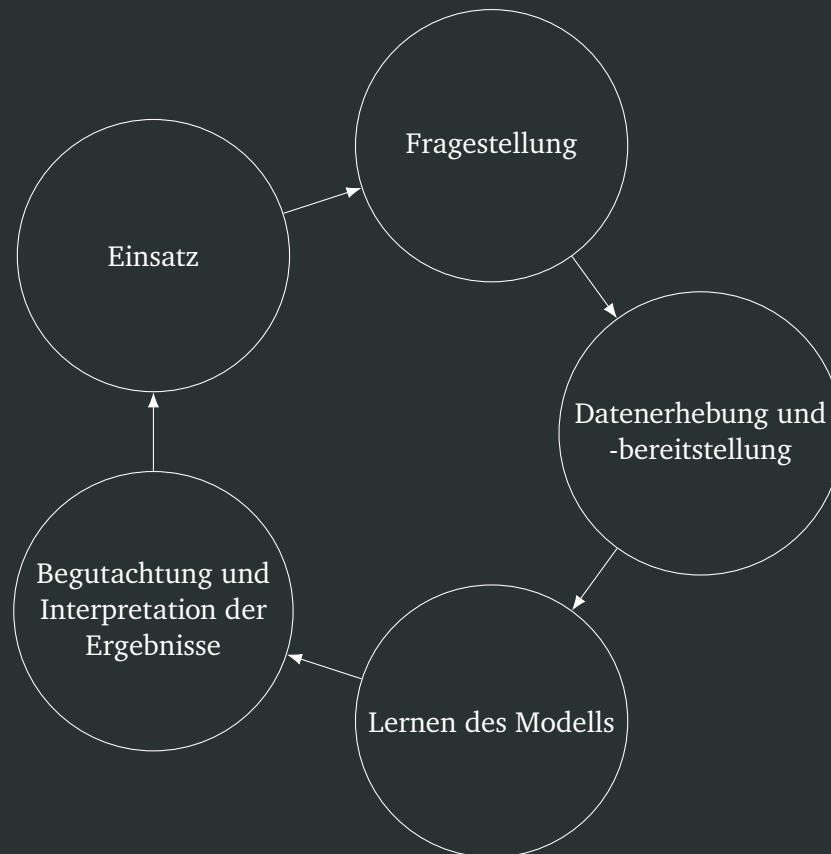 Fragestellung
Einsatz
Datenerhebung und
-bereitstellung
Begutachtung und
Interpretation der
Ergebnisse
Lernen des Modells